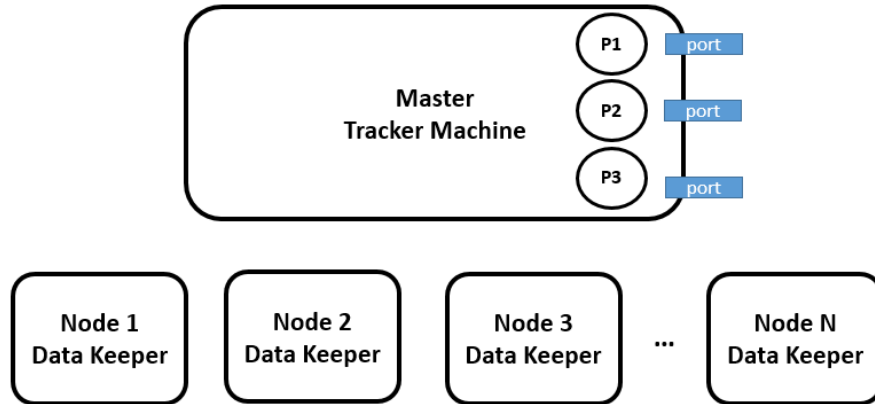 P1
port
Master
Tracker Machine
P2
port
P3
port
Node 1
Data Keeper
Node 2
Data Keeper
Node 3
Data Keeper
...
Node N
Data Keeper